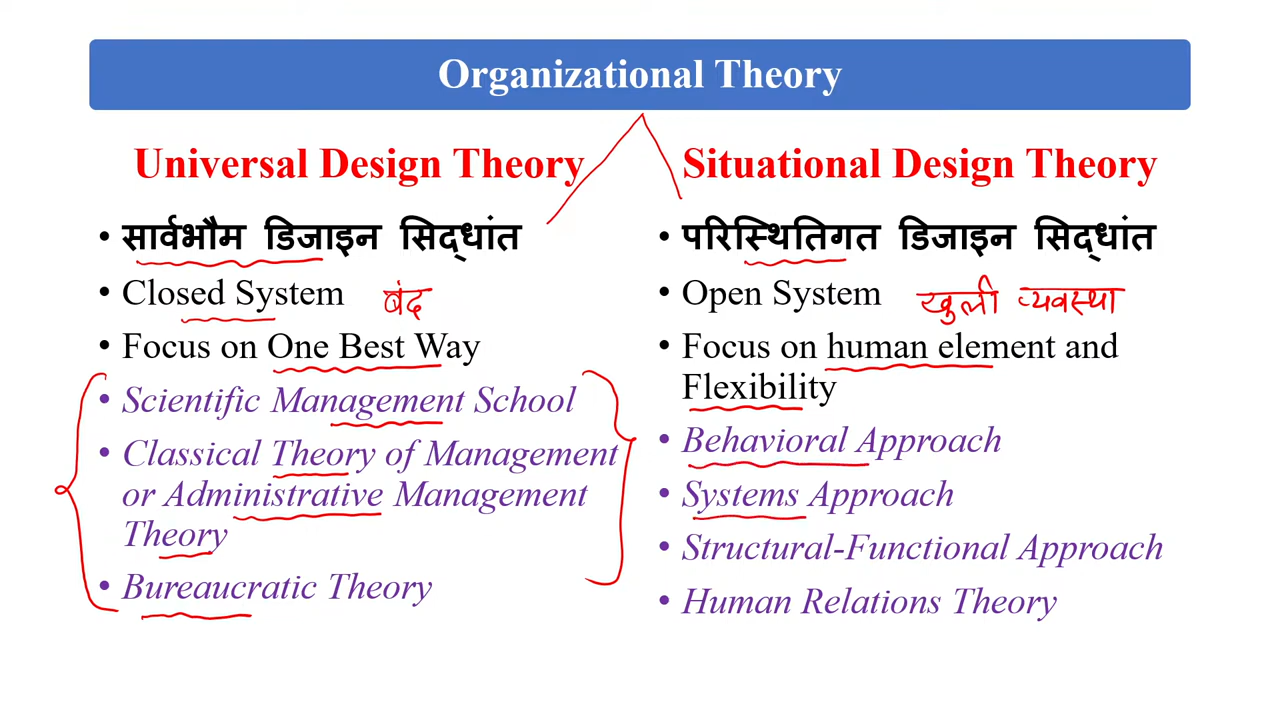 Organizational Theory
Universal Design Theory
• सार्वभौम डिजाइन सिद्धांत
• Closed System बंद
• Focus on One Best Way
• Scientific Management School
• Classical Theory of Management
or Administrative Management
Theory
• Bureaucratic Theory
Situational Design Theory
• परिस्थितिगत डिजाइन सिद्धांत
• Open System खुली व्यवस्था
• Focus on human element and
Flexibility
• Behavioral Approach
• Systems Approach
• Structural-Functional Approach
• Human Relations Theory